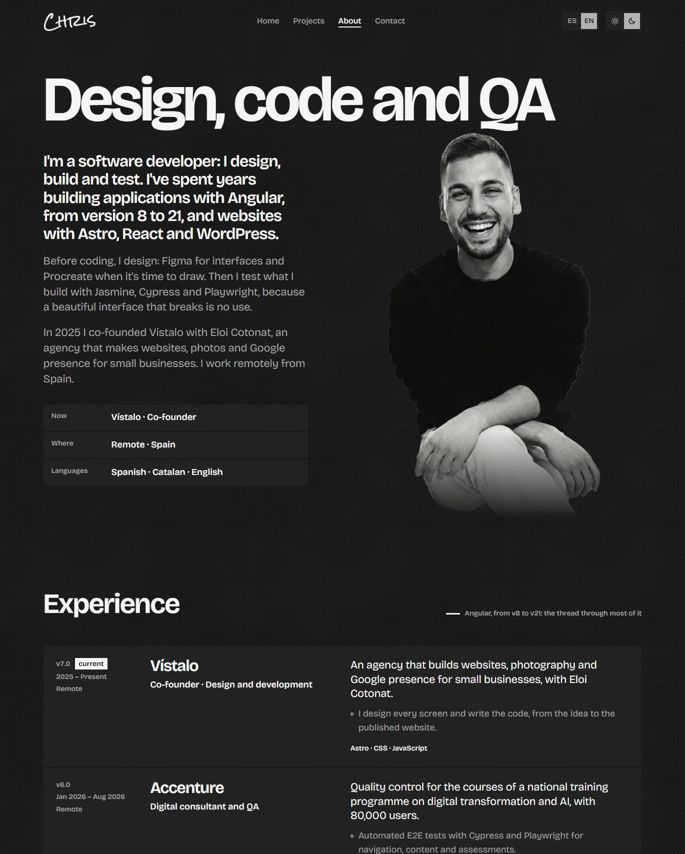 CHRIS
Home Projects About Contact
ES EN
Design, code and QA
I'm a software developer: I design,
build and test. I've spent years
building applications with Angular,
from version 8 to 21, and websites
with Astro, React and WordPress.
Before coding, I design: Figma for interfaces and
Procreate when it's time to draw. Then I test what I
build with Jasmine, Cypress and Playwright, because
a beautiful interface that breaks is no use.
In 2025 I co-founded Vístalo with Eloi Cotonat, an
agency that makes websites, photos and Google
presence for small businesses. I work remotely from
Spain.
Now Vístalo · Co-founder
Where Remote · Spain
Languages Spanish · Catalan · English
Experience
Angular, from v8 to v21: the thread through most of it
v7.0 current
2025 – Present
Remote
Vístalo
Co-founder · Design and development
An agency that builds websites, photography and
Google presence for small businesses, with Eloi
Cotonat.
I design every screen and write the code, from the idea to the
published website.
Astro · CSS · JavaScript
v6.0
Jan 2026 – Aug 2026
Remote
Accenture
Digital consultant and QA
Quality control for the courses of a national training
programme on digital transformation and AI, with
80,000 users.
Automated E2E tests with Cypress and Playwright for
navigation, content and assessments.